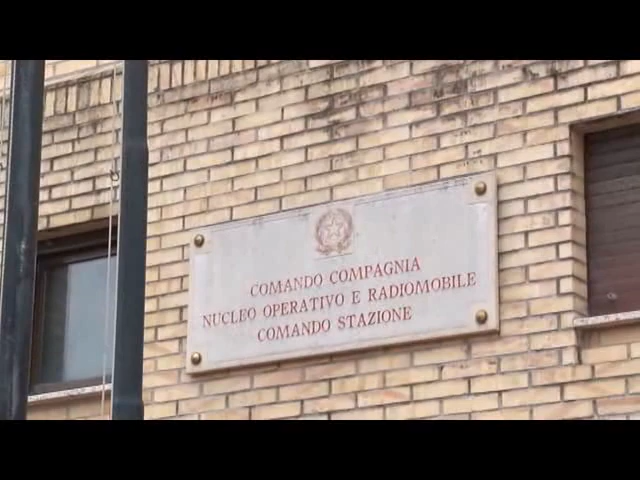 COMANDO COMPAGNIA
NUCLEO OPERATIVO E RADIOMOBILE
COMANDO STAZIONE